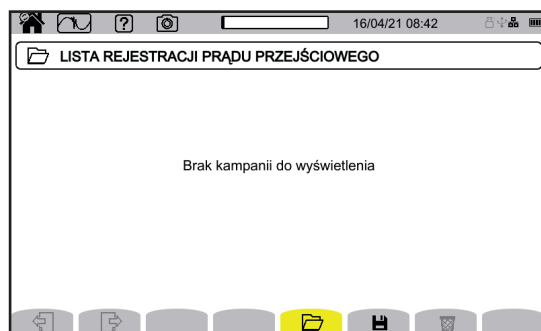 16/04/21 08:42
LISTA REJESTRACJI PRĄDU PRZEJŚCIOWEGO
Brak kampanii do wyświetlenia